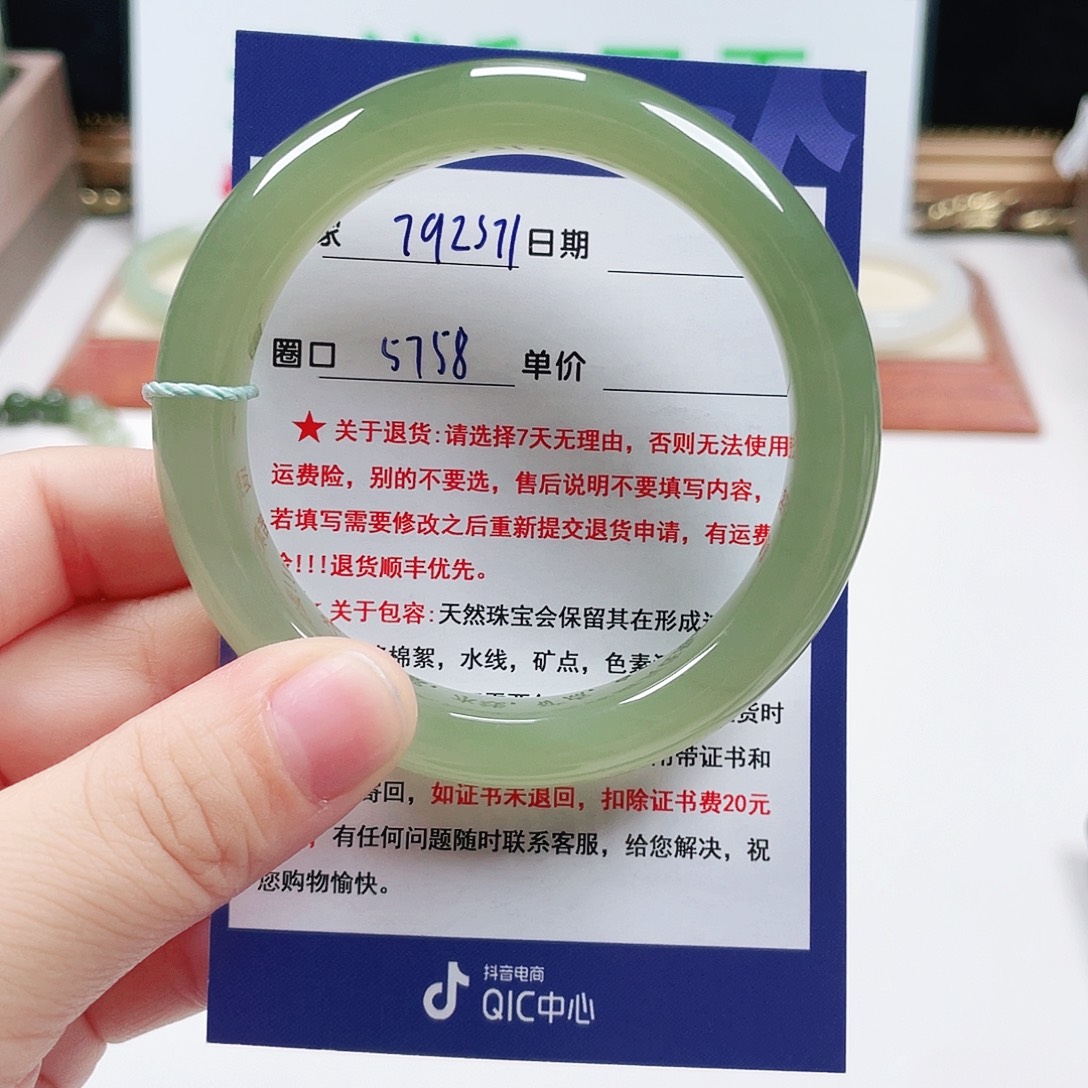 家 792571 日期
圈口 5758 单价
★ 关于退货:请选择7天无理由，否则无法使用
运费险，别的不要选，售后说明不要填写内容，
若填写需要修改之后重新提交退货申请，有运费
险!!!退货顺丰优先。
关于包容:天然珠宝会保留其在形成
棉絮，水线，矿点，色素
货时
带证书和
寄回，如证书未退回，扣除证书费20元
，有任何问题随时联系客服，给您解决，祝
您购物愉快。
抖音电商
QIC中心